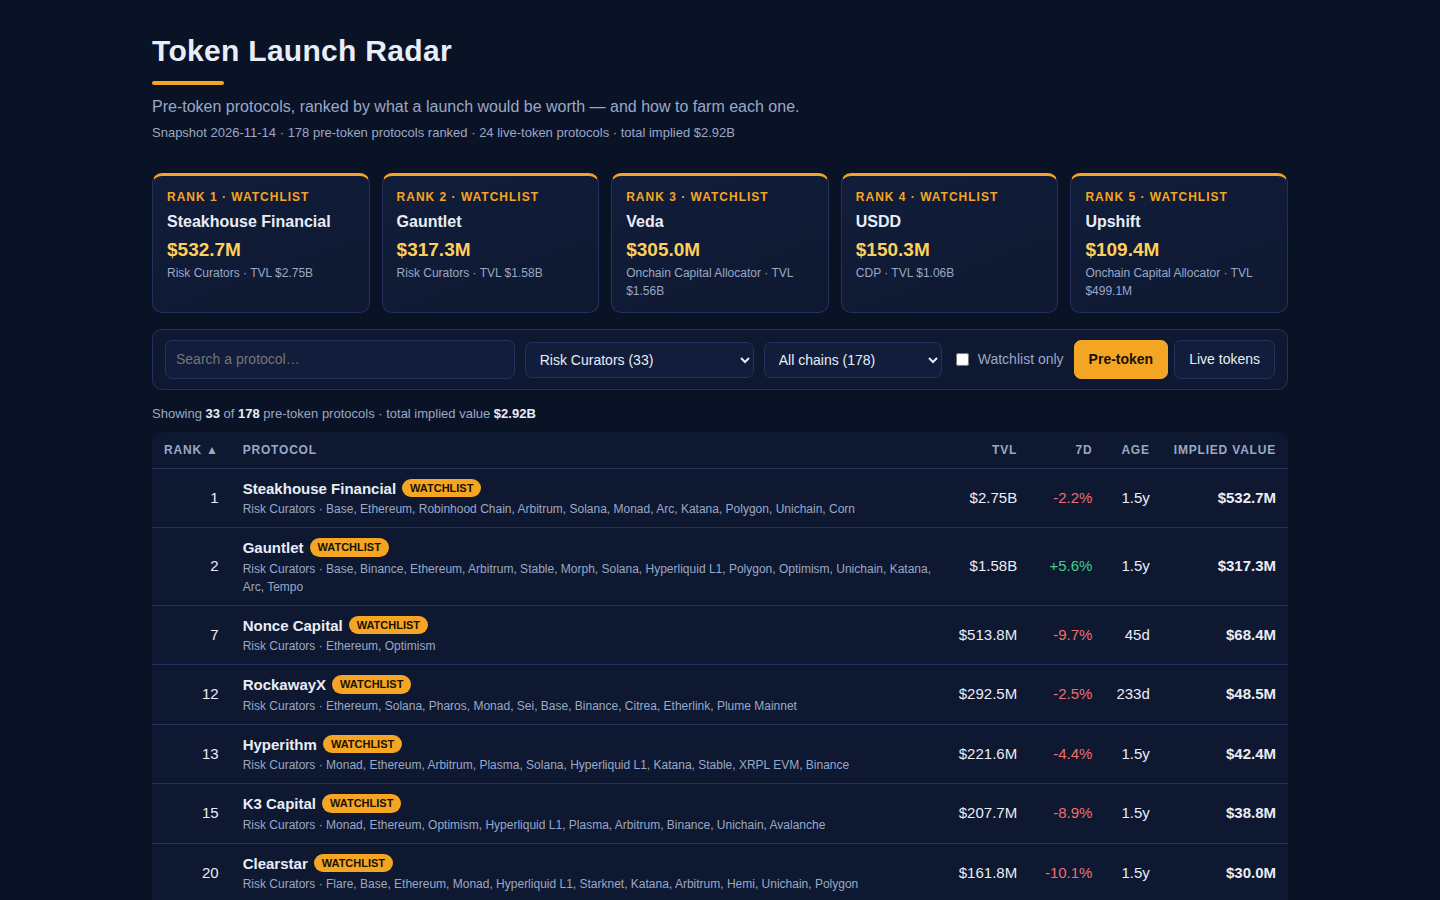 Token Launch Radar
Pre-token protocols, ranked by what a launch would be worth — and how to farm each one.
Snapshot 2026-11-14 · 178 pre-token protocols ranked · 24 live-token protocols · total implied $2.92B
RANK 1 · WATCHLIST
Steakhouse Financial
$532.7M
Risk Curators · TVL $2.75B
RANK 2 · WATCHLIST
Gauntlet
$317.3M
Risk Curators · TVL $1.58B
RANK 3 · WATCHLIST
Veda
$305.0M
Onchain Capital Allocator · TVL
$1.56B
RANK 4 · WATCHLIST
USDD
$150.3M
CDP · TVL $1.06B
RANK 5 · WATCHLIST
Upshift
$109.4M
Onchain Capital Allocator · TVL
$499.1M
Search a protocol… Risk Curators (33) All chains (178) Watchlist only Pre-token Live tokens
Showing 33 of 178 pre-token protocols · total implied value $2.92B
RANK ▲ PROTOCOL TVL 7D AGE IMPLIED VALUE
1 Steakhouse Financial WATCHLIST $2.75B -2.2% 1.5y $532.7M
Risk Curators · Base, Ethereum, Robinhood Chain, Arbitrum, Solana, Monad, Arc, Katana, Polygon, Unichain, Corn
2 Gauntlet WATCHLIST $1.58B +5.6% 1.5y $317.3M
Risk Curators · Base, Binance, Ethereum, Arbitrum, Stable, Morph, Solana, Hyperliquid L1, Polygon, Optimism, Unichain, Katana,
Arc, Tempo
7 Nonce Capital WATCHLIST $513.8M -9.7% 45d $68.4M
Risk Curators · Ethereum, Optimism
12 RockawayX WATCHLIST $292.5M -2.5% 233d $48.5M
Risk Curators · Ethereum, Solana, Pharos, Monad, Sei, Base, Binance, Citrea, Etherlink, Plume Mainnet
13 Hyperithm WATCHLIST $221.6M -4.4% 1.5y $42.4M
Risk Curators · Monad, Ethereum, Arbitrum, Plasma, Solana, Hyperliquid L1, Katana, Stable, XRPL EVM, Binance
15 K3 Capital WATCHLIST $207.7M -8.9% 1.5y $38.8M
Risk Curators · Monad, Ethereum, Optimism, Hyperliquid L1, Plasma, Arbitrum, Binance, Unichain, Avalanche
20 Clearstar WATCHLIST $161.8M -10.1% 1.5y $30.0M
Risk Curators · Flare, Base, Ethereum, Monad, Hyperliquid L1, Starknet, Katana, Arbitrum, Hemi, Unichain, Polygon